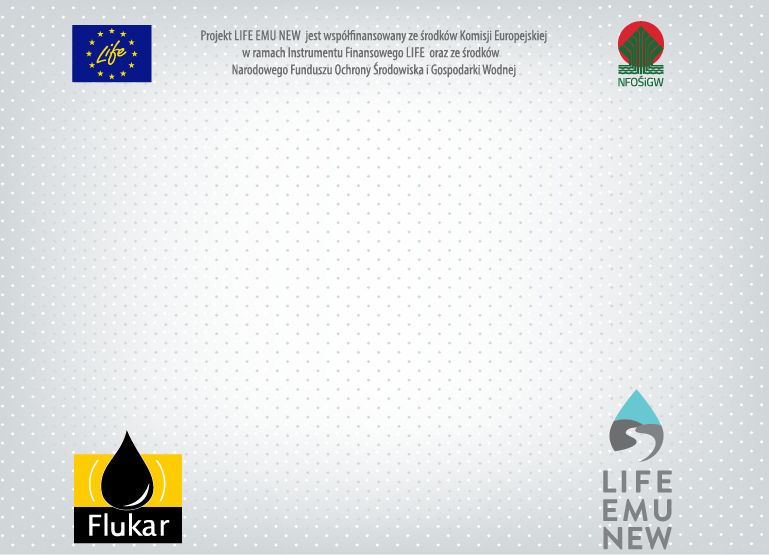 Life
Projekt LIFE EMU NEW jest współfinansowany ze środków Komisji Europejskiej
w ramach Instrumentu Finansowego LIFE oraz ze środków
Narodowego Funduszu Ochrony Środowiska i Gospodarki Wodnej
NFOŚiGW
Flukar
LIFE
EMU
NEW